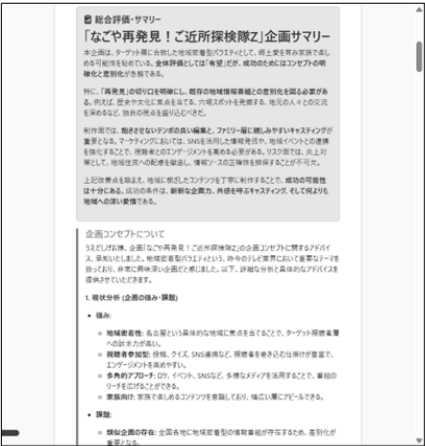 総合評価・サマリー
「なごや再発見！ご近所探検隊Z」企画サマリー
本企画は、ターゲット層に合致した地域密着型バラエティとして、郷土愛を育み家族で楽し
める可能性を秘めている。全体評価としては「有望」だが、成功のためにはコンセプトの明
確化と差別化が急務である。
特に、「再発見」の切り口を明確にし、既存の地域情報番組との差別化を図る必要があ
る。例えば、歴史や文化に焦点を当てる、穴場スポットを発掘する、地元の人々との交流
を深めるなど、独自の視点を盛り込むべきだ。
制作面では、飽きさせないテンポの良い編集と、ファミリー層に親しみやすいキャスティングが
重要となる。マーケティングにおいては、SNSを活用した情報発信や、地域イベントとの連携
を強化することで、視聴者とのエンゲージメントを高める必要がある。リスク面では、炎上対
策として、地域住民への配慮を徹底し、情報ソースの正確性を担保することが不可欠。
上記改善点を踏まえ、地域に根ざしたコンテンツを丁寧に制作することで、成功の可能性
は十分にある。成功の条件は、斬新な企画力、共感を呼ぶキャスティング、そして何よりも
地域への深い愛情である。
企画コンセプトについて
うえだしげお様、企画「なごや再発見！ご近所探検隊Z」の企画コンセプトに関するアドバイ
ス、承知いたしました。地域密着型バラエティという、昨今のテレビ業界において重要なテーマを
扱っており、非常に興味深い企画だと感じました。以下、詳細な分析と具体的なアドバイスを
提供させていただきます。
1. 現状分析 (企画の強み・課題)
• 強み:
○ 地域密着性: 名古屋という具体的な地域に焦点を当てることで、ターゲット視聴者層
への訴求力が高い。
○ 視聴者参加型: 投稿、クイズ、SNS連携など、視聴者を巻き込む仕掛けが豊富で、
エンゲージメントを高めやすい。
○ 多角的アプローチ: ロケ、イベント、SNSなど、多様なメディアを活用することで、番組の
リーチを広げることができる。
○ 家族向け: 家族で楽しめるコンテンツを意識しており、幅広い層にアピールできる。
• 課題:
○ 類似企画の存在: 全国各地に地域密着型の情報番組が存在するため、差別化が
重要となる。